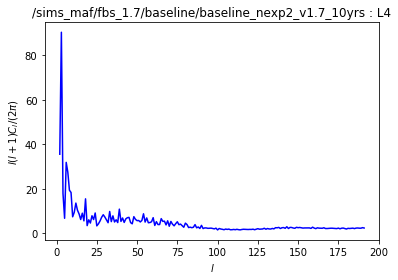 /sims_maf/fbs_1.7/baseline/baseline_nexp2_v1.7_10yrs : L4
80
60
40
20
0
l(l + 1)C_l/(2π)
0 25 50 75 100 125 150 175 200
l